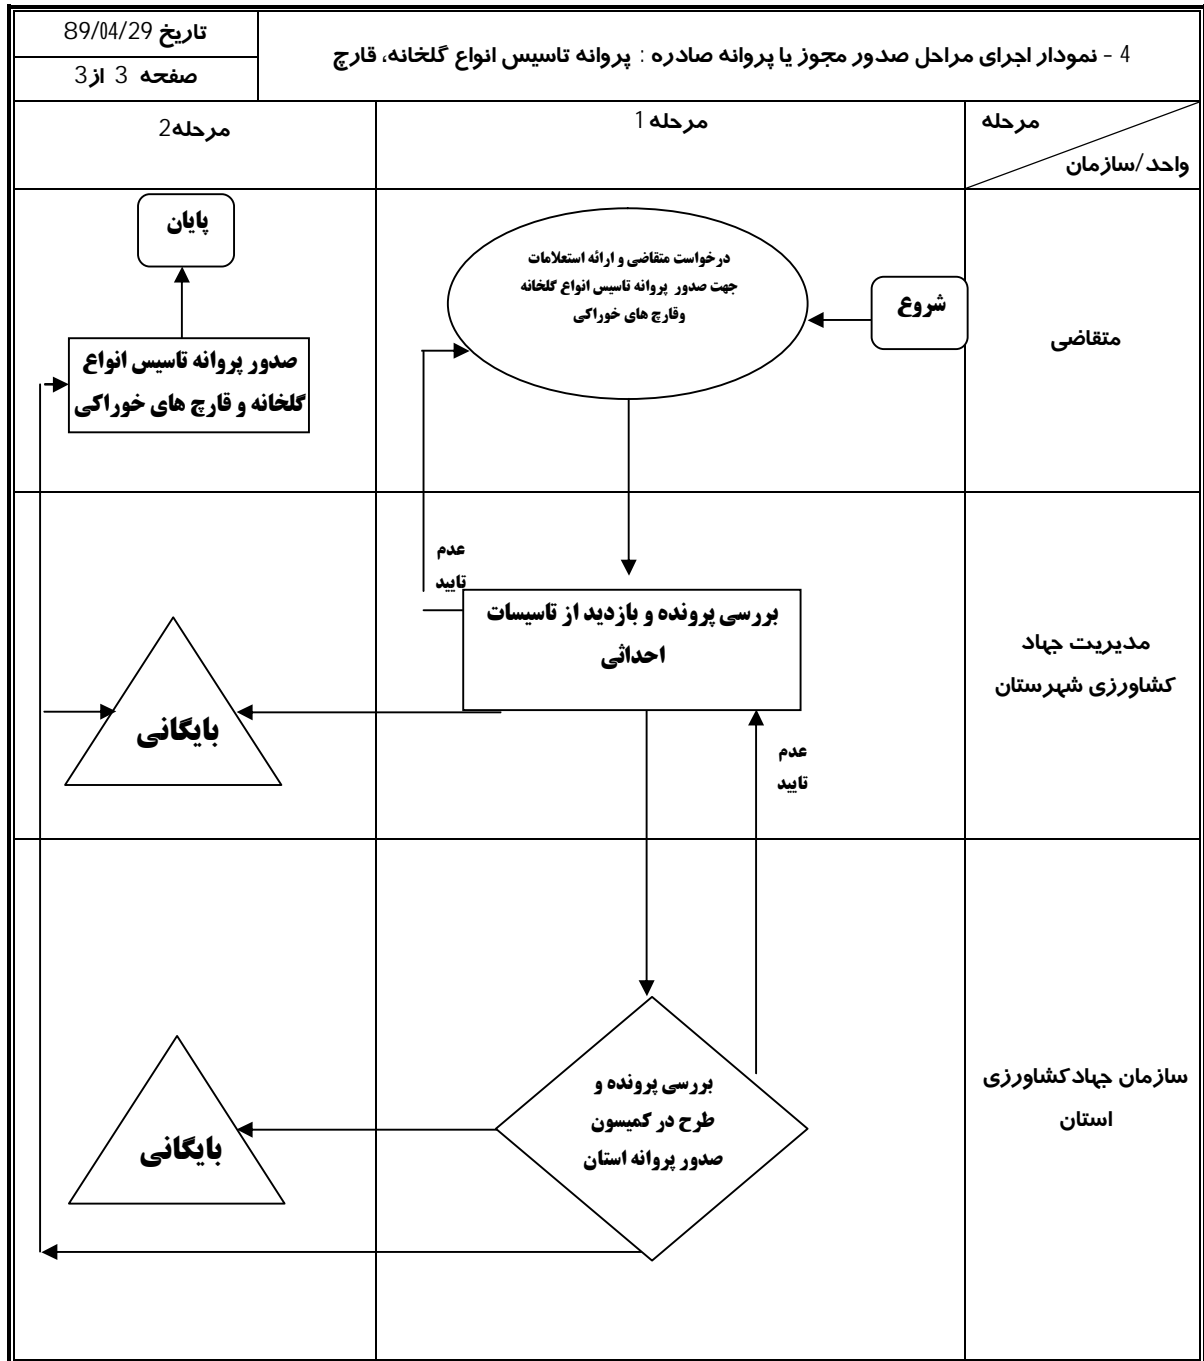 4 - نمودار اجرای مراحل صدور مجوز یا پروانه صادره : پروانه تاسیس انواع گلخانه، قارچ
تاریخ 89/04/29
صفحه 3 از 3
مرحله
واحد/سازمان
مرحله 1
مرحله 2
متقاضی
شروع
درخواست متقاضی و ارائه استعلامات
جهت صدور پروانه تاسیس انواع گلخانه
وقارچ های خوراکی
پایان
صدور پروانه تاسیس انواع
گلخانه و قارچ های خوراکی
مدیریت جهاد
کشاورزی شهرستان
عدم
تایید
بررسی پرونده و بازدید از تاسیسات
احداثی
عدم
تایید
بایگانی
سازمان جهاد کشاورزی
استان
بررسی پرونده و
طرح در کمیسون
صدور پروانه استان
بایگانی